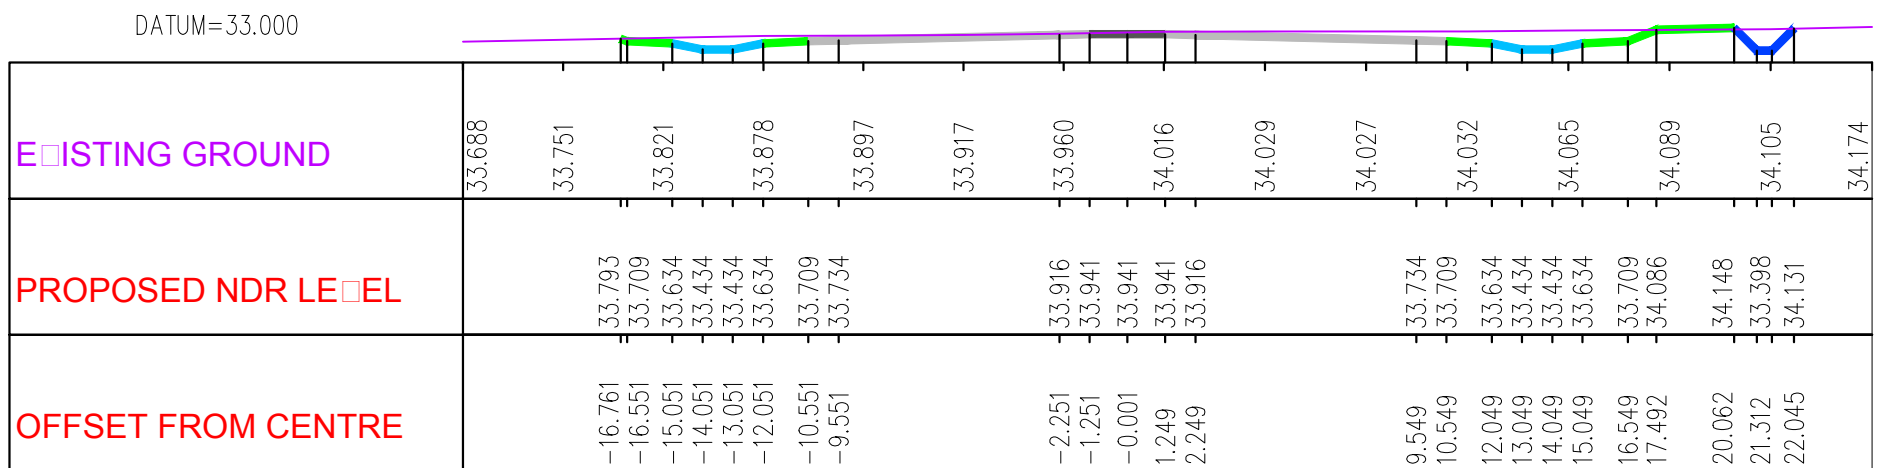 DATUM=33.000
E□ISTING GROUND
33.688 33.751 33.821 33.878 33.897 33.917 33.960 34.016 34.029 34.027 34.032 34.065 34.089 34.105 34.174
PROPOSED NDR LE□EL
33.793 33.709 33.634 33.434 33.434 33.634 33.709 33.734 33.916 33.941 33.941 33.941 33.916 33.734 33.709 33.634 33.434 33.434 33.634 33.709 34.086 34.148 33.398 34.131
OFFSET FROM CENTRE
-16.761 -16.551 -15.051 -14.051 -13.051 -12.051 -10.551 -9.551 -2.251 -1.251 -0.001 1.249 2.249 9.549 10.549 12.049 13.049 14.049 15.049 16.549 17.492 20.062 21.312 22.045